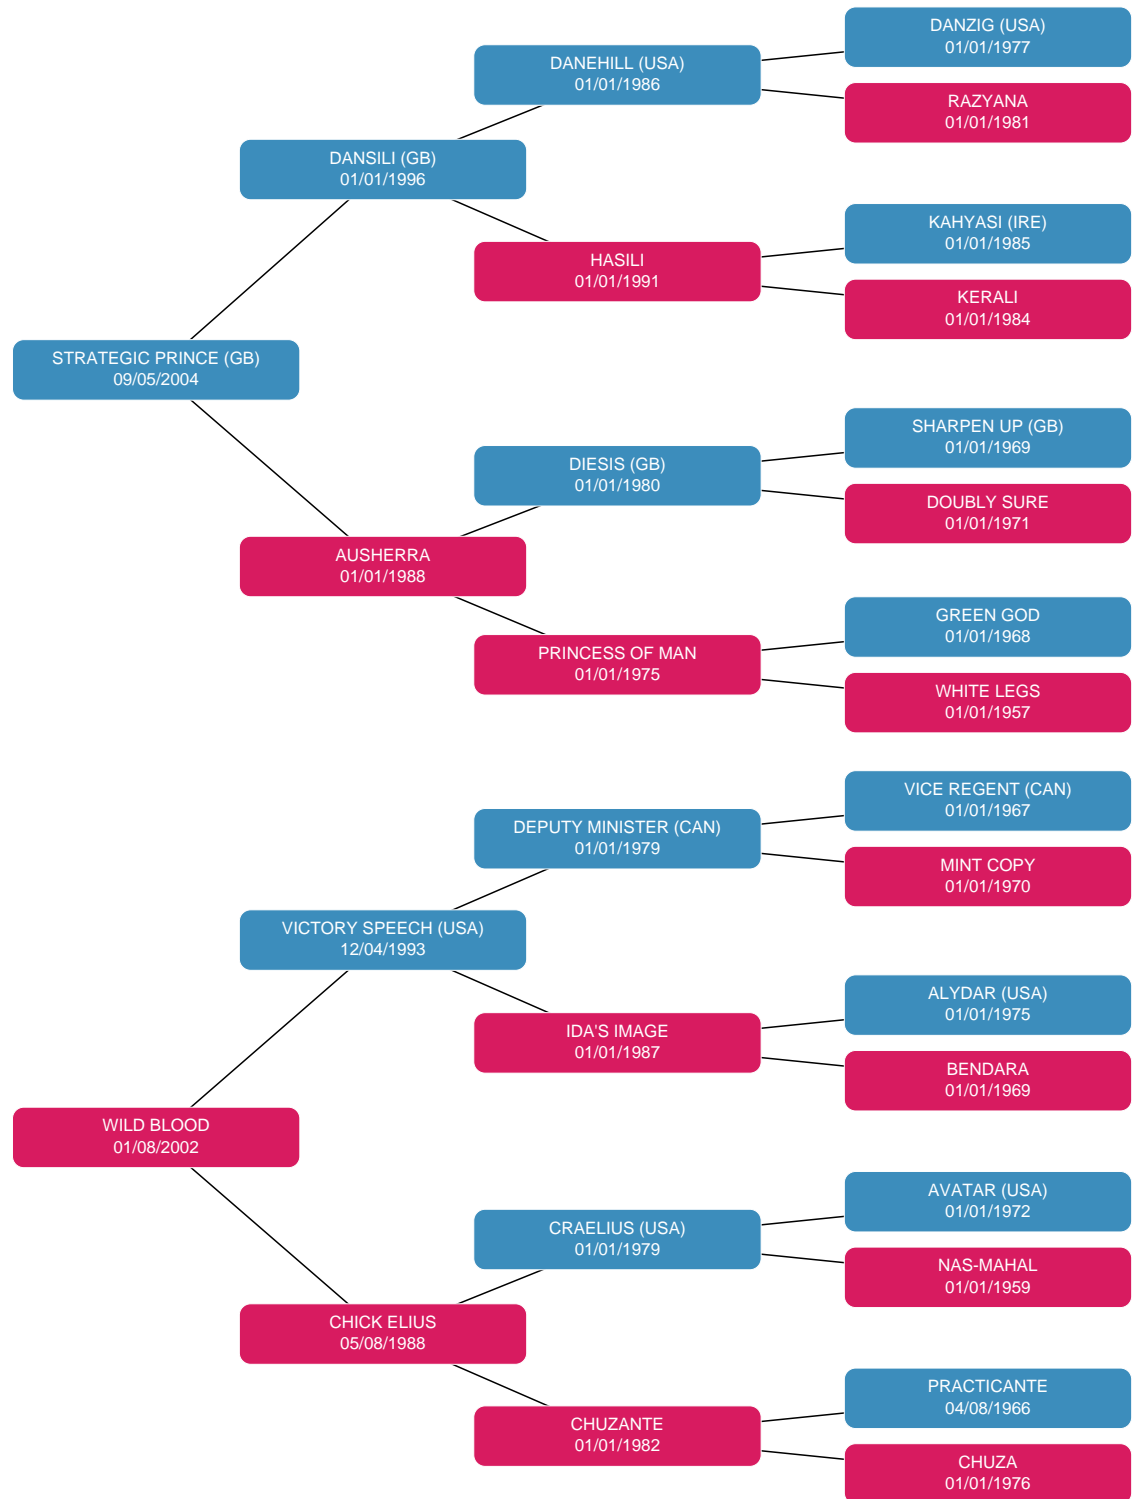 DANZIG (USA)
01/01/1977
DANEHILL (USA)
01/01/1986
RAZYANA
01/01/1981
DANSILI (GB)
01/01/1996
KAHYASI (IRE)
01/01/1985
HASILI
01/01/1991
KERALI
01/01/1984
STRATEGIC PRINCE (GB)
09/05/2004
SHARPEN UP (GB)
01/01/1969
DIESIS (GB)
01/01/1980
DOUBLY SURE
01/01/1971
AUSHERRA
01/01/1988
GREEN GOD
01/01/1968
PRINCESS OF MAN
01/01/1975
WHITE LEGS
01/01/1957
VICE REGENT (CAN)
01/01/1967
DEPUTY MINISTER (CAN)
01/01/1979
MINT COPY
01/01/1970
VICTORY SPEECH (USA)
12/04/1993
ALYDAR (USA)
01/01/1975
IDA'S IMAGE
01/01/1987
BENDARA
01/01/1969
WILD BLOOD
01/08/2002
AVATAR (USA)
01/01/1972
CRAELIUS (USA)
01/01/1979
NAS-MAHAL
01/01/1959
CHICK ELIUS
05/08/1988
PRACTICANTE
04/08/1966
CHUZANTE
01/01/1982
CHUZA
01/01/1976